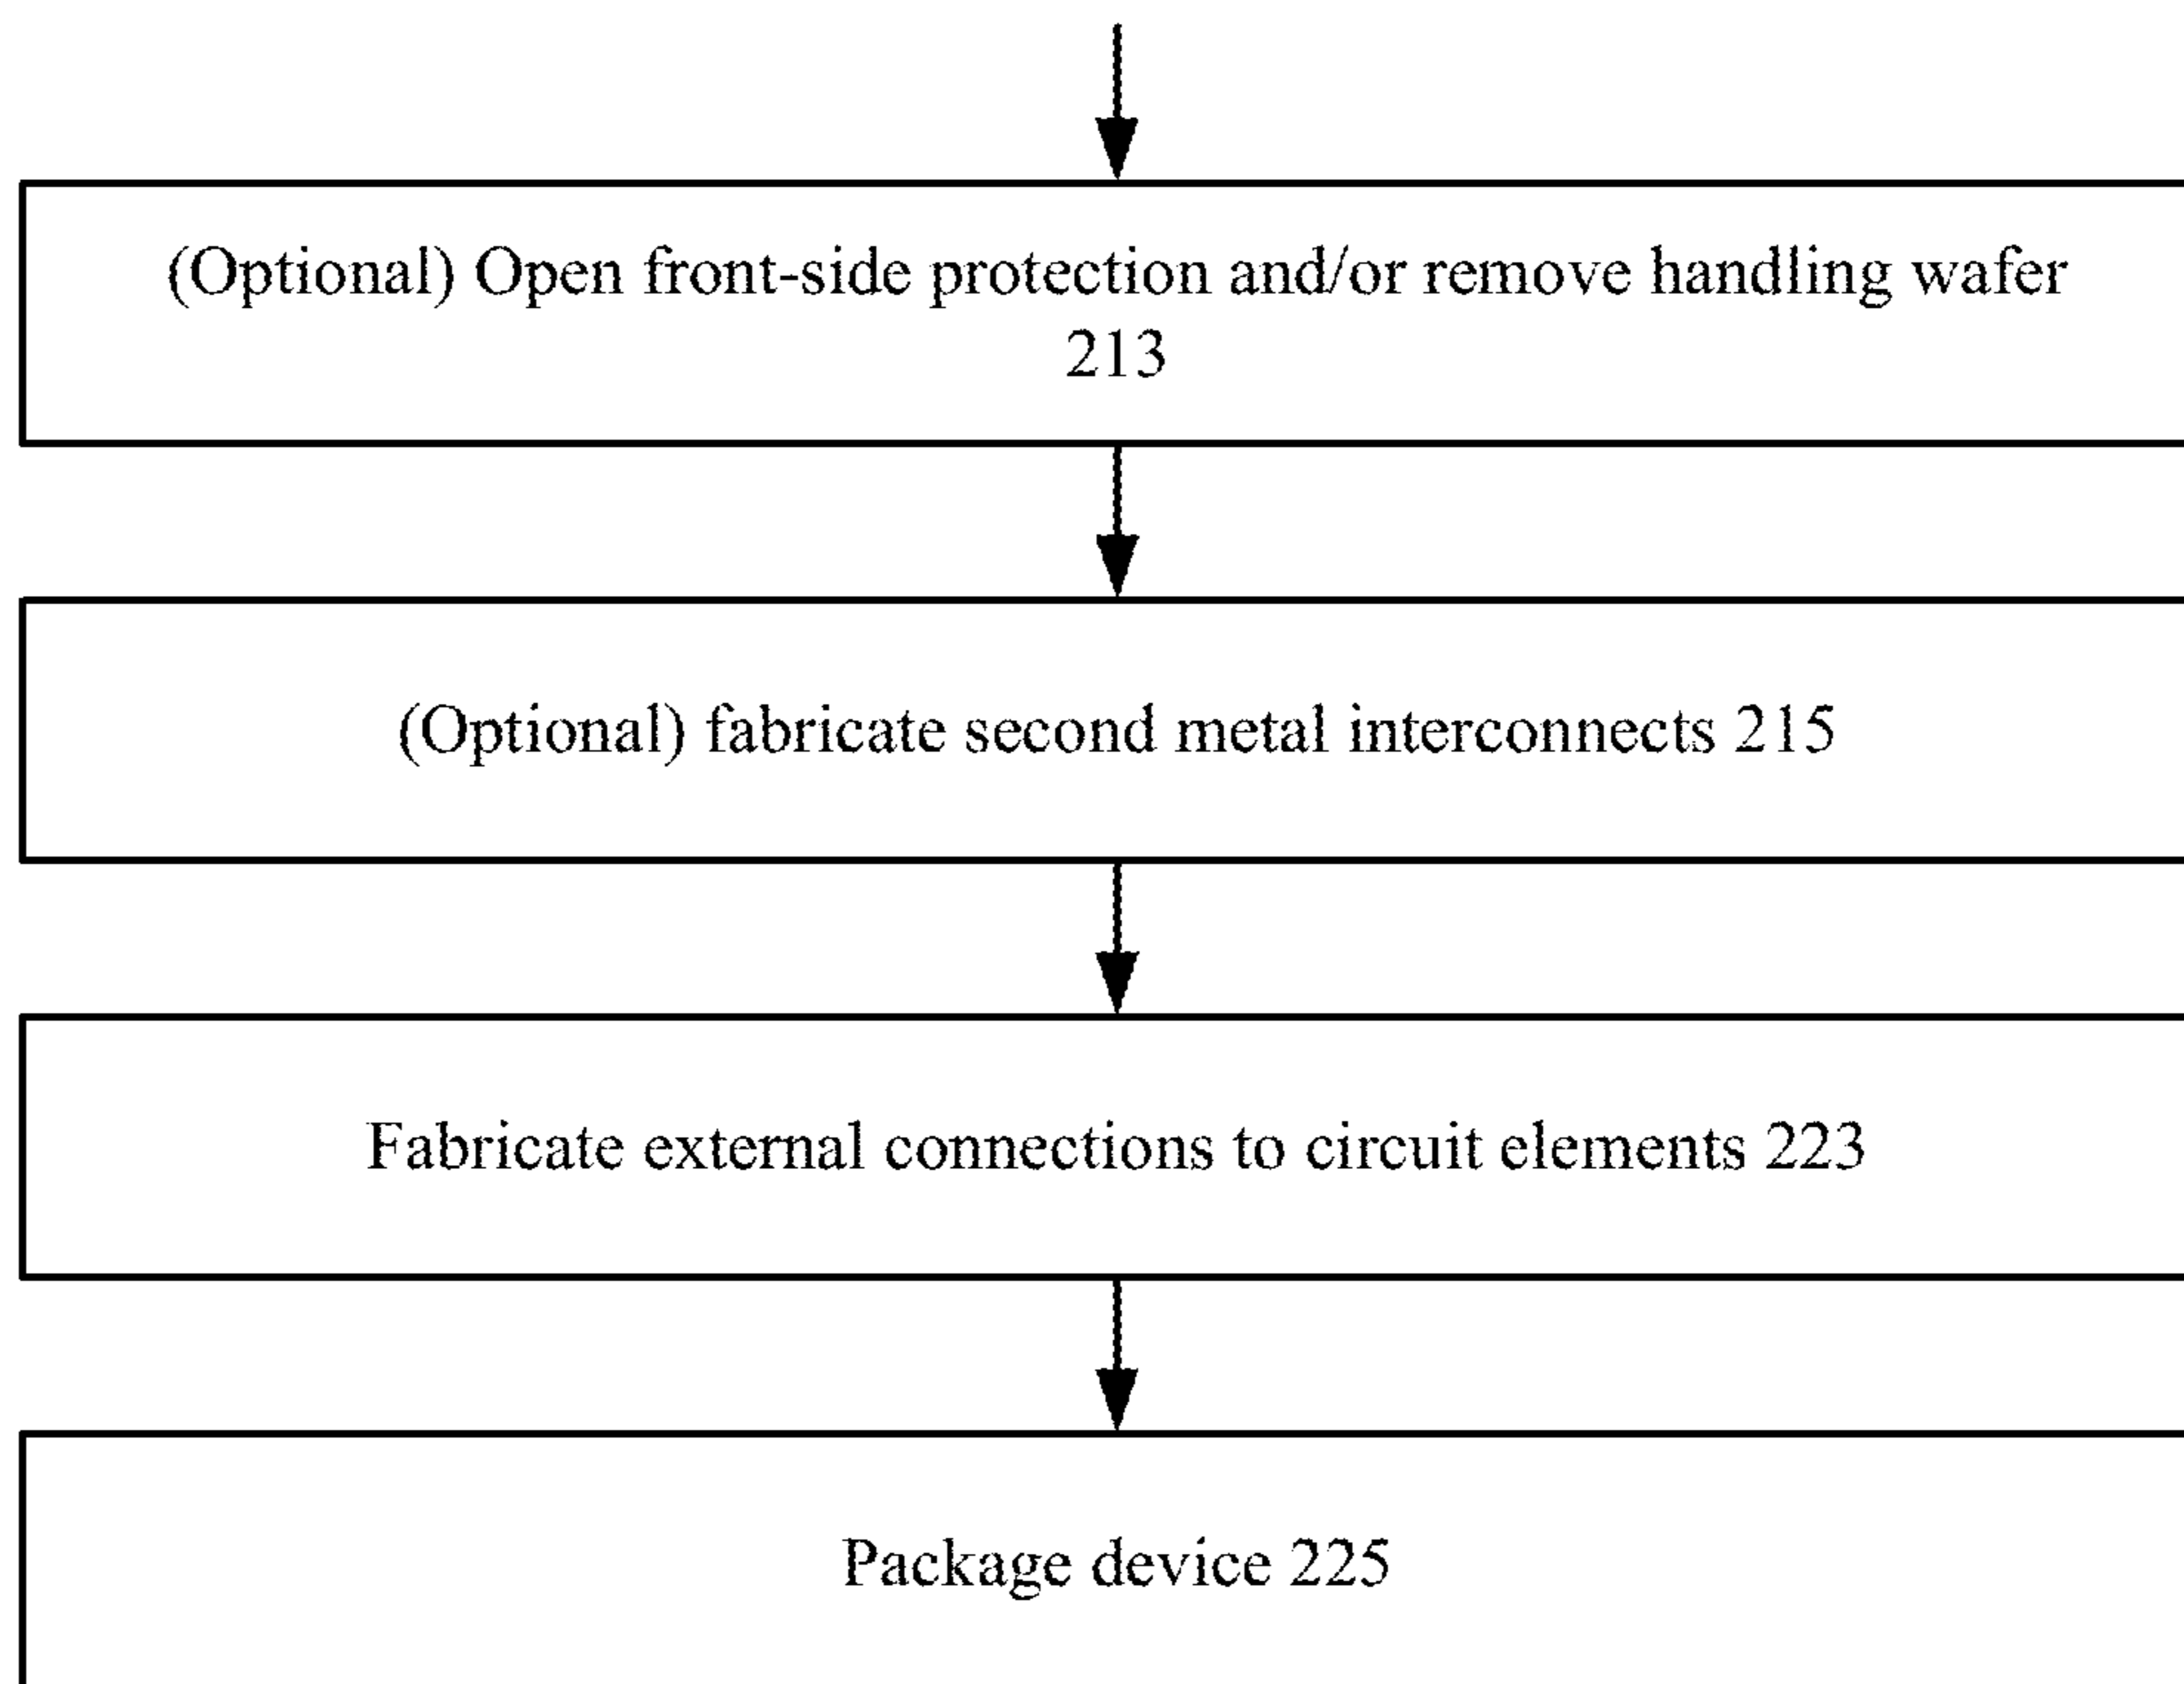 (Optional) Open front-side protection and/or remove handling wafer
213
(Optional) fabricate second metal interconnects 215
Fabricate external connections to circuit elements 223
Package device 225